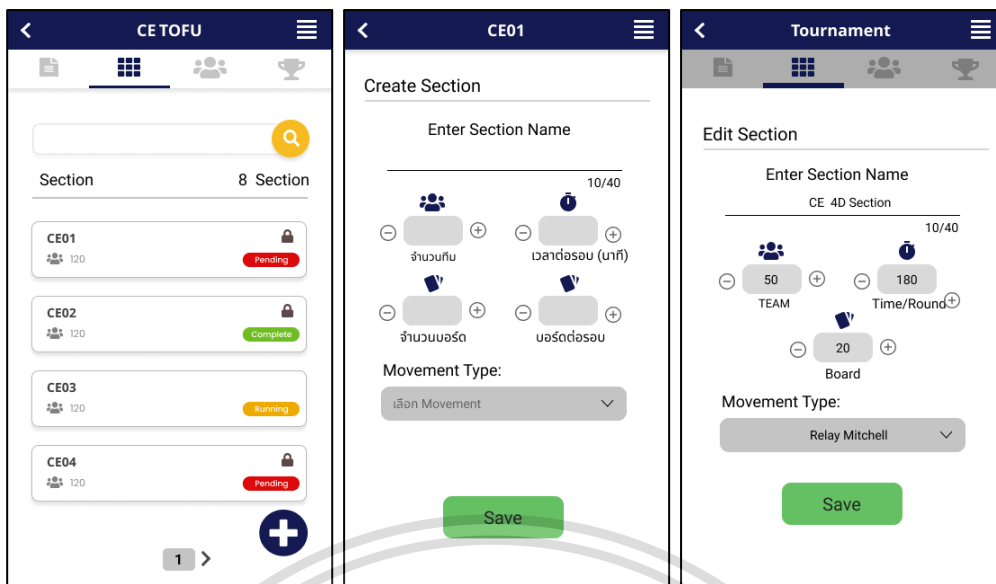 CE TOFU
Section 8 Section
CE01
120
Pending
CE02
120
Complete
CE03
120
Running
CE04
120
Pending
1
CE01
Create Section
Enter Section Name
10/40
จำนวนทีม เวลาต่อรอบ (นาที)
จำนวนบอร์ด บอร์ดต่อรอบ
Movement Type:
เลือก Movement
Save
Tournament
Edit Section
Enter Section Name
CE 4D Section
10/40
50 180
TEAM Time/Round
20
Board
Movement Type:
Relay Mitchell
Save